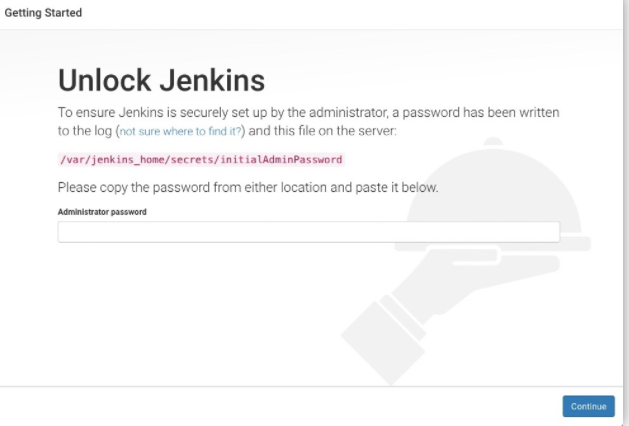 Getting Started
Unlock Jenkins
To ensure Jenkins is securely set up by the administrator, a password has been written
to the log (not sure where to find it?) and this file on the server:
/var/jenkins_home/secrets/initialAdminPassword
Please copy the password from either location and paste it below.
Administrator password
Continue